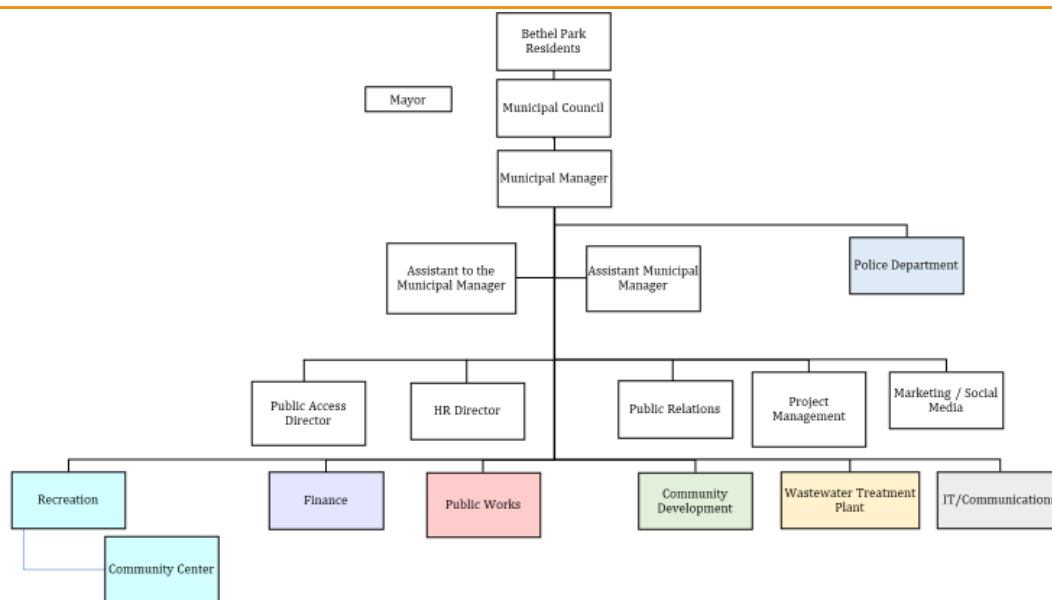 Bethel Park
Residents
Mayor
Municipal Council
Municipal Manager
Assistant to the
Municipal Manager
Assistant Municipal
Manager
Police Department
Public Access
Director
HR Director
Public Relations
Project
Management
Marketing / Social
Media
Recreation
Finance
Public Works
Community
Development
Wastewater Treatment
Plant
IT/Communications
Community Center